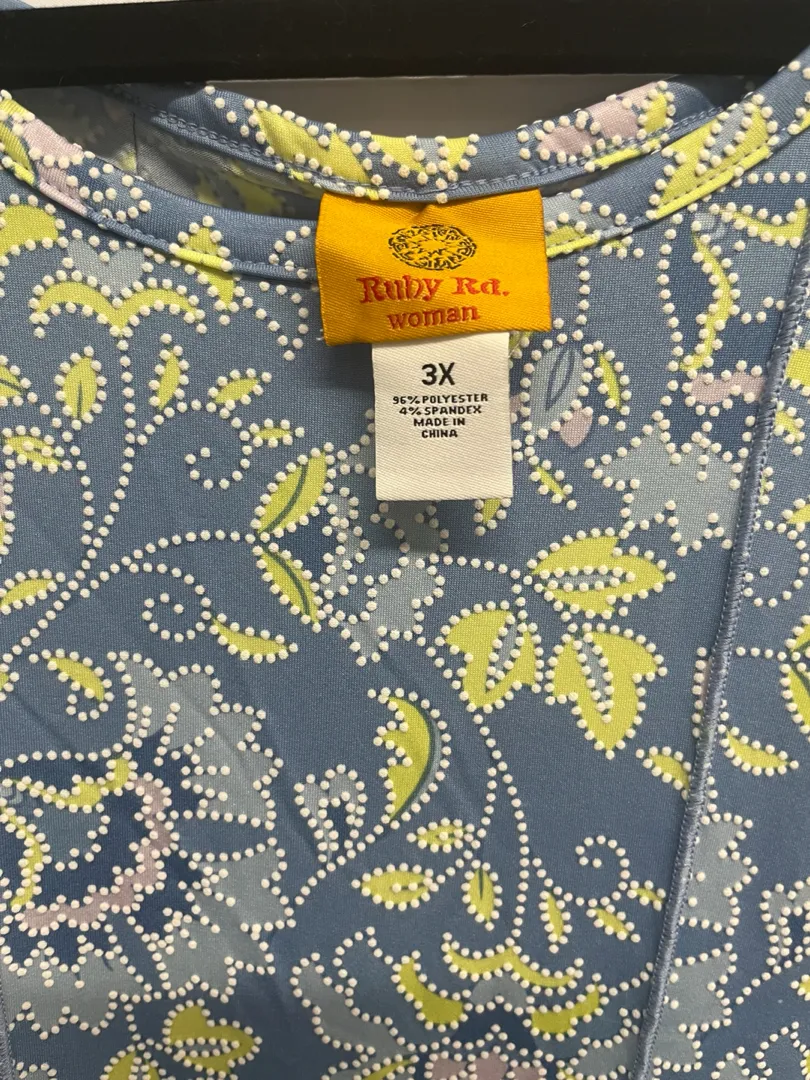 Ruby Rd.
woman
3X
96% POLYESTER
4% SPANDEX
MADE IN
CHINA